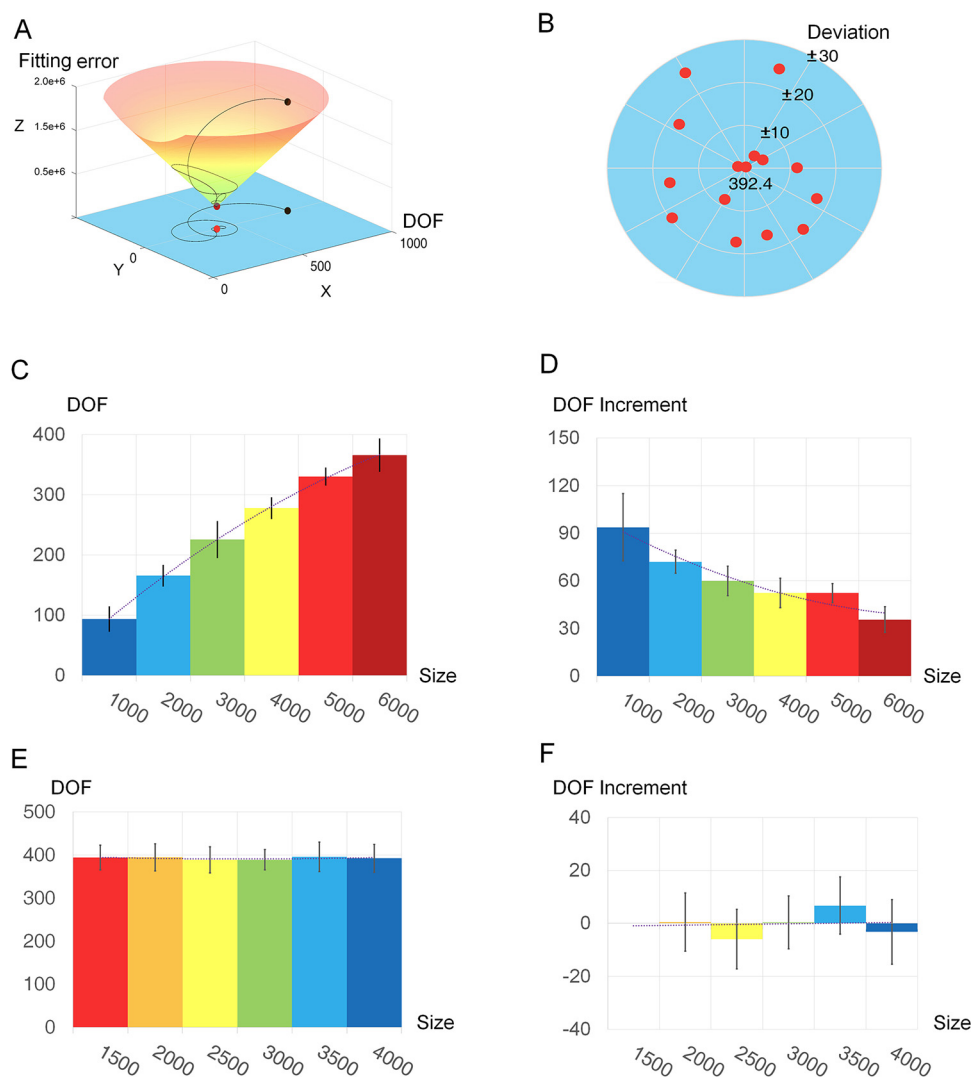 A
Fitting error
2.0e+6
Z
1.5e+6
0.5e+6
DOF
1000
0
Y
500
X
0
B
Deviation
±30
±20
±10
392.4
C
DOF
400
300
200
100
0
Size
1000 2000 3000 4000 5000 6000
D
DOF Increment
150
120
90
60
30
0
Size
1000 2000 3000 4000 5000 6000
E
DOF
500
400
300
200
100
0
Size
1500 2000 2500 3000 3500 4000
F
DOF Increment
40
20
0
-20
-40
Size
1500 2000 2500 3000 3500 4000